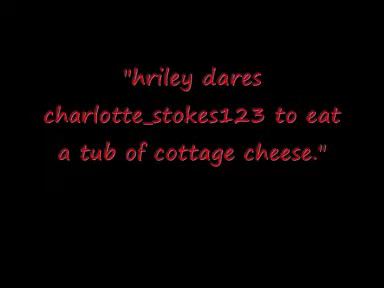 "hriley dares
charlotte_stokes123 to eat
a tub of cottage cheese."